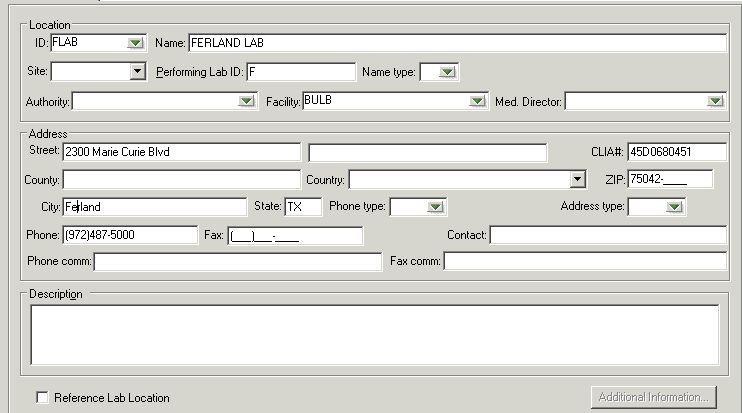 Location
ID: FLAB Name: FERLAND LAB
Site: Performing Lab ID: F Name type:
Authority: Facility: BULB Med. Director:
Address
Street: 2300 Marie Curie Blvd CLIA#: 45D0680451
County: Country: ZIP: 75042-____
City: Ferland State: TX Phone type: Address type:
Phone: (972)487-5000 Fax: (___)___-____ Contact:
Phone comm: Fax comm:
Description
Reference Lab Location Additional Information...